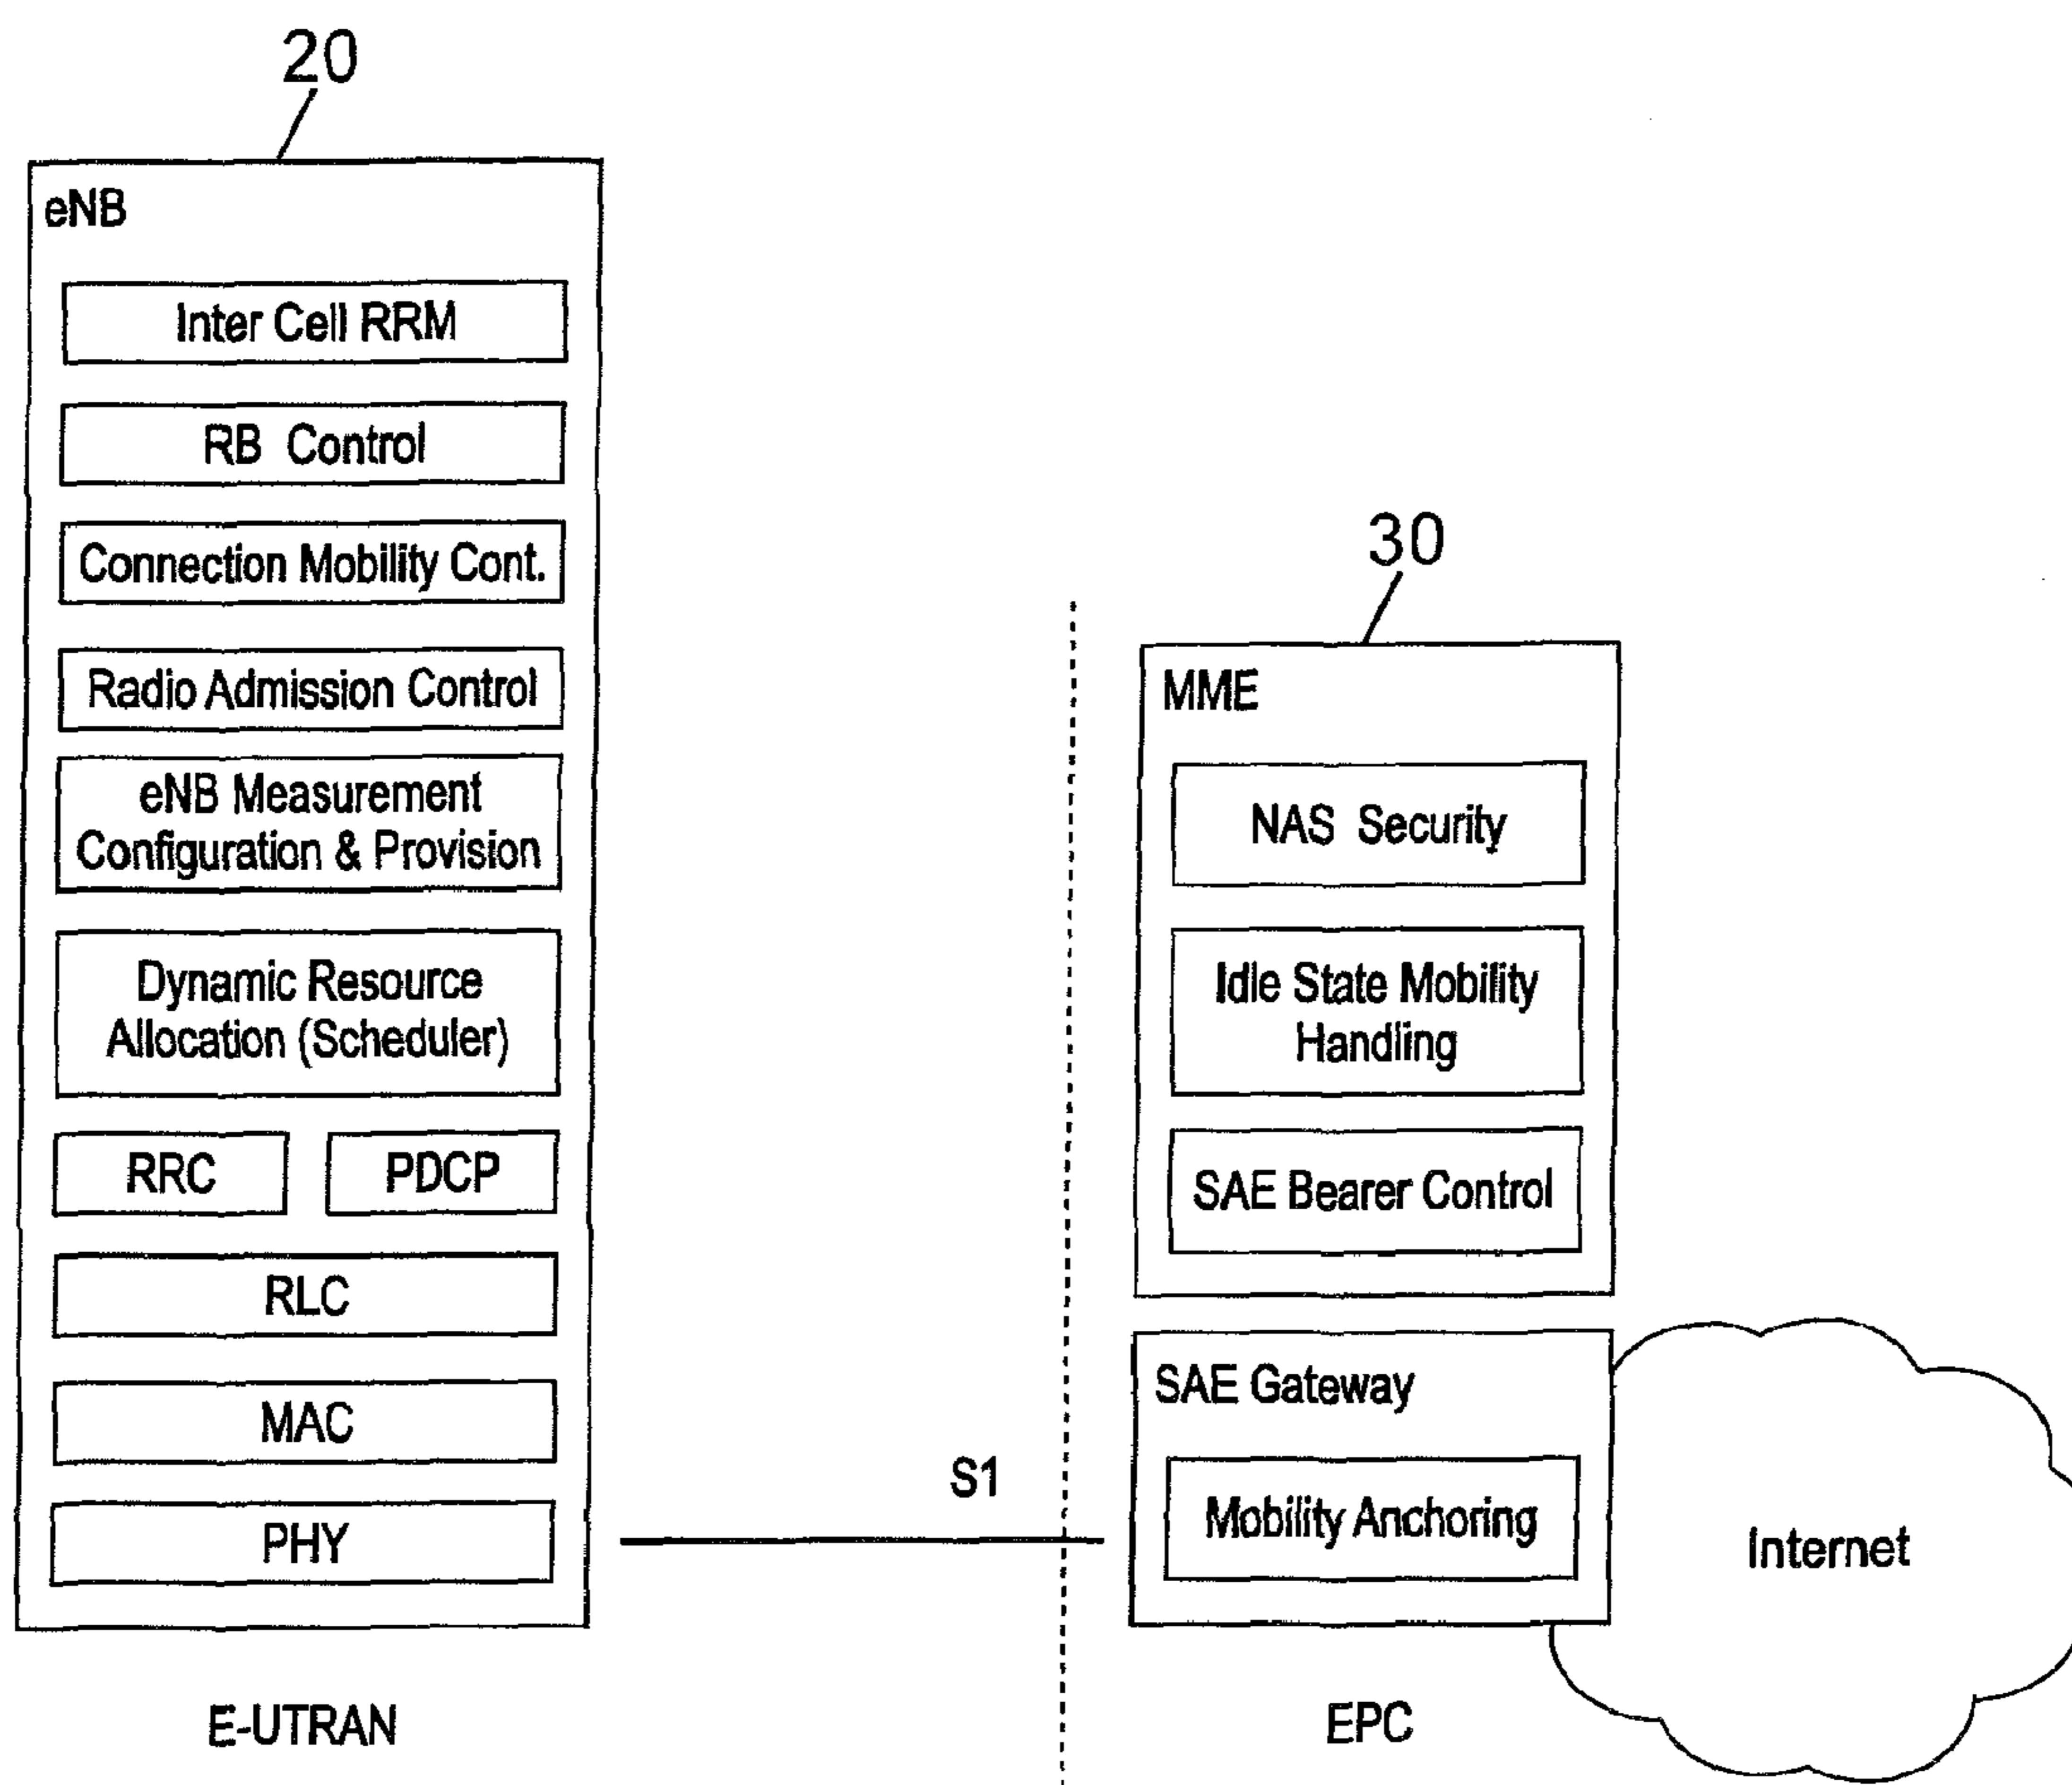 20
eNB
Inter Cell RRM
RB Control
Connection Mobility Cont.
Radio Admission Control
eNB Measurement
Configuration & Provision
Dynamic Resource
Allocation (Scheduler)
RRC
PDCP
RLC
MAC
PHY
E-UTRAN
S1
30
MME
NAS Security
Idle State Mobility
Handling
SAE Bearer Control
SAE Gateway
Mobility Anchoring
Internet
EPC